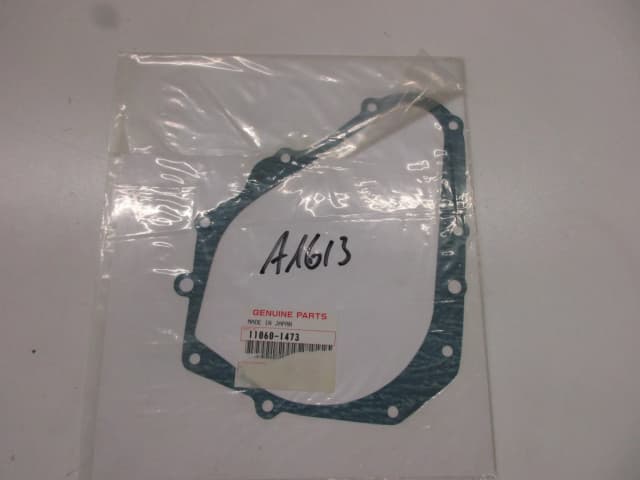 A1613
GENUINE PARTS
MADE IN JAPAN
11060-1473